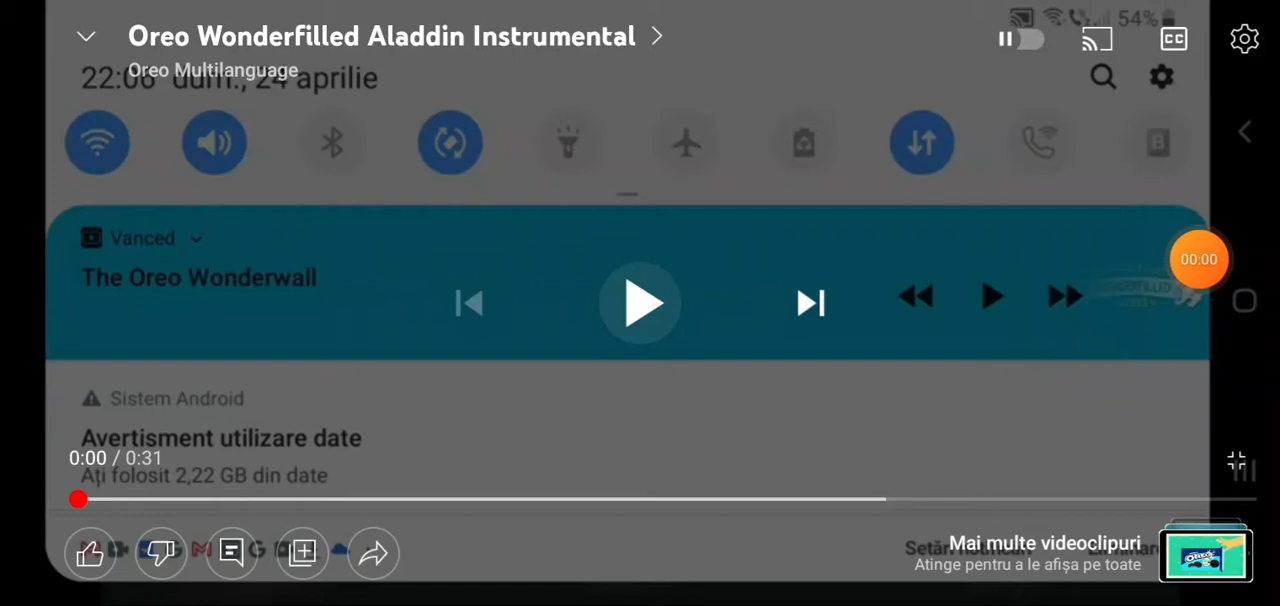 Oreo Wonderfilled Aladdin Instrumental
54%
Oreo Multilanguage
22:06 dum., 24 aprilie
CC
Vanced
The Oreo Wonderwall
00:00
Sistem Android
Avertisment utilizare date
0:00 / 0:31
Ați folosit 2,22 GB din date
Mai multe videoclipuri
Atinge pentru a le afișa pe toate
OREO